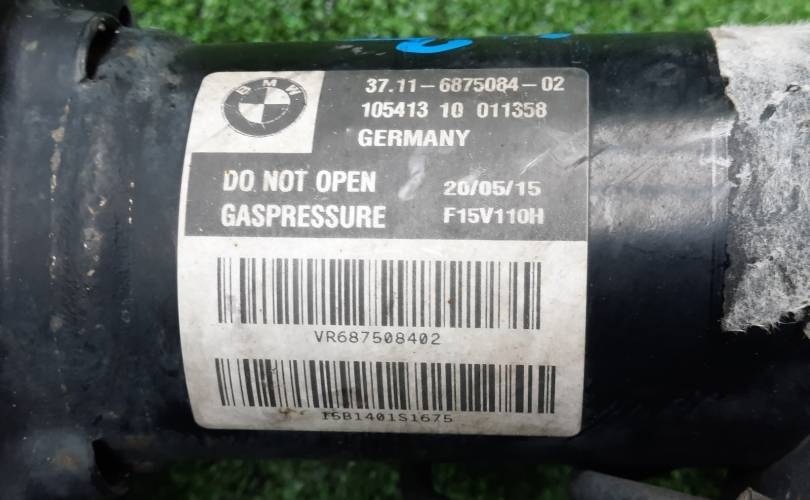 BMW
37.11-6875084-02
105413 10 011358
GERMANY
DO NOT OPEN 20/05/15
GASPRESSURE F15V110H
VR687508402
I5B1401S1675